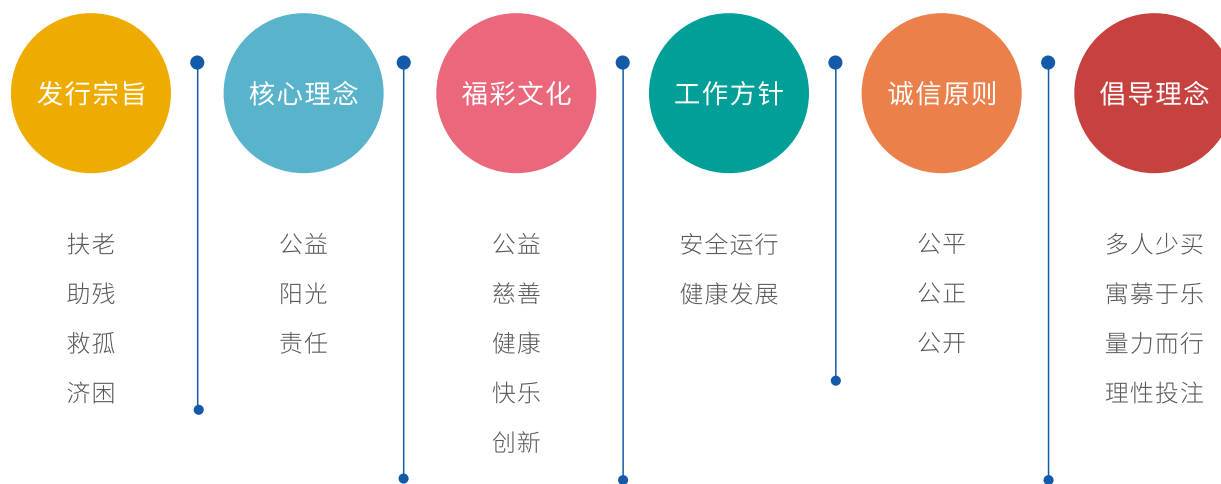 发行宗旨
扶老
助残
救孤
济困
核心理念
公益
阳光
责任
福彩文化
公益
慈善
健康
快乐
创新
工作方针
安全运行
健康发展
诚信原则
公平
公正
公开
倡导理念
多人少买
寓募于乐
量力而行
理性投注